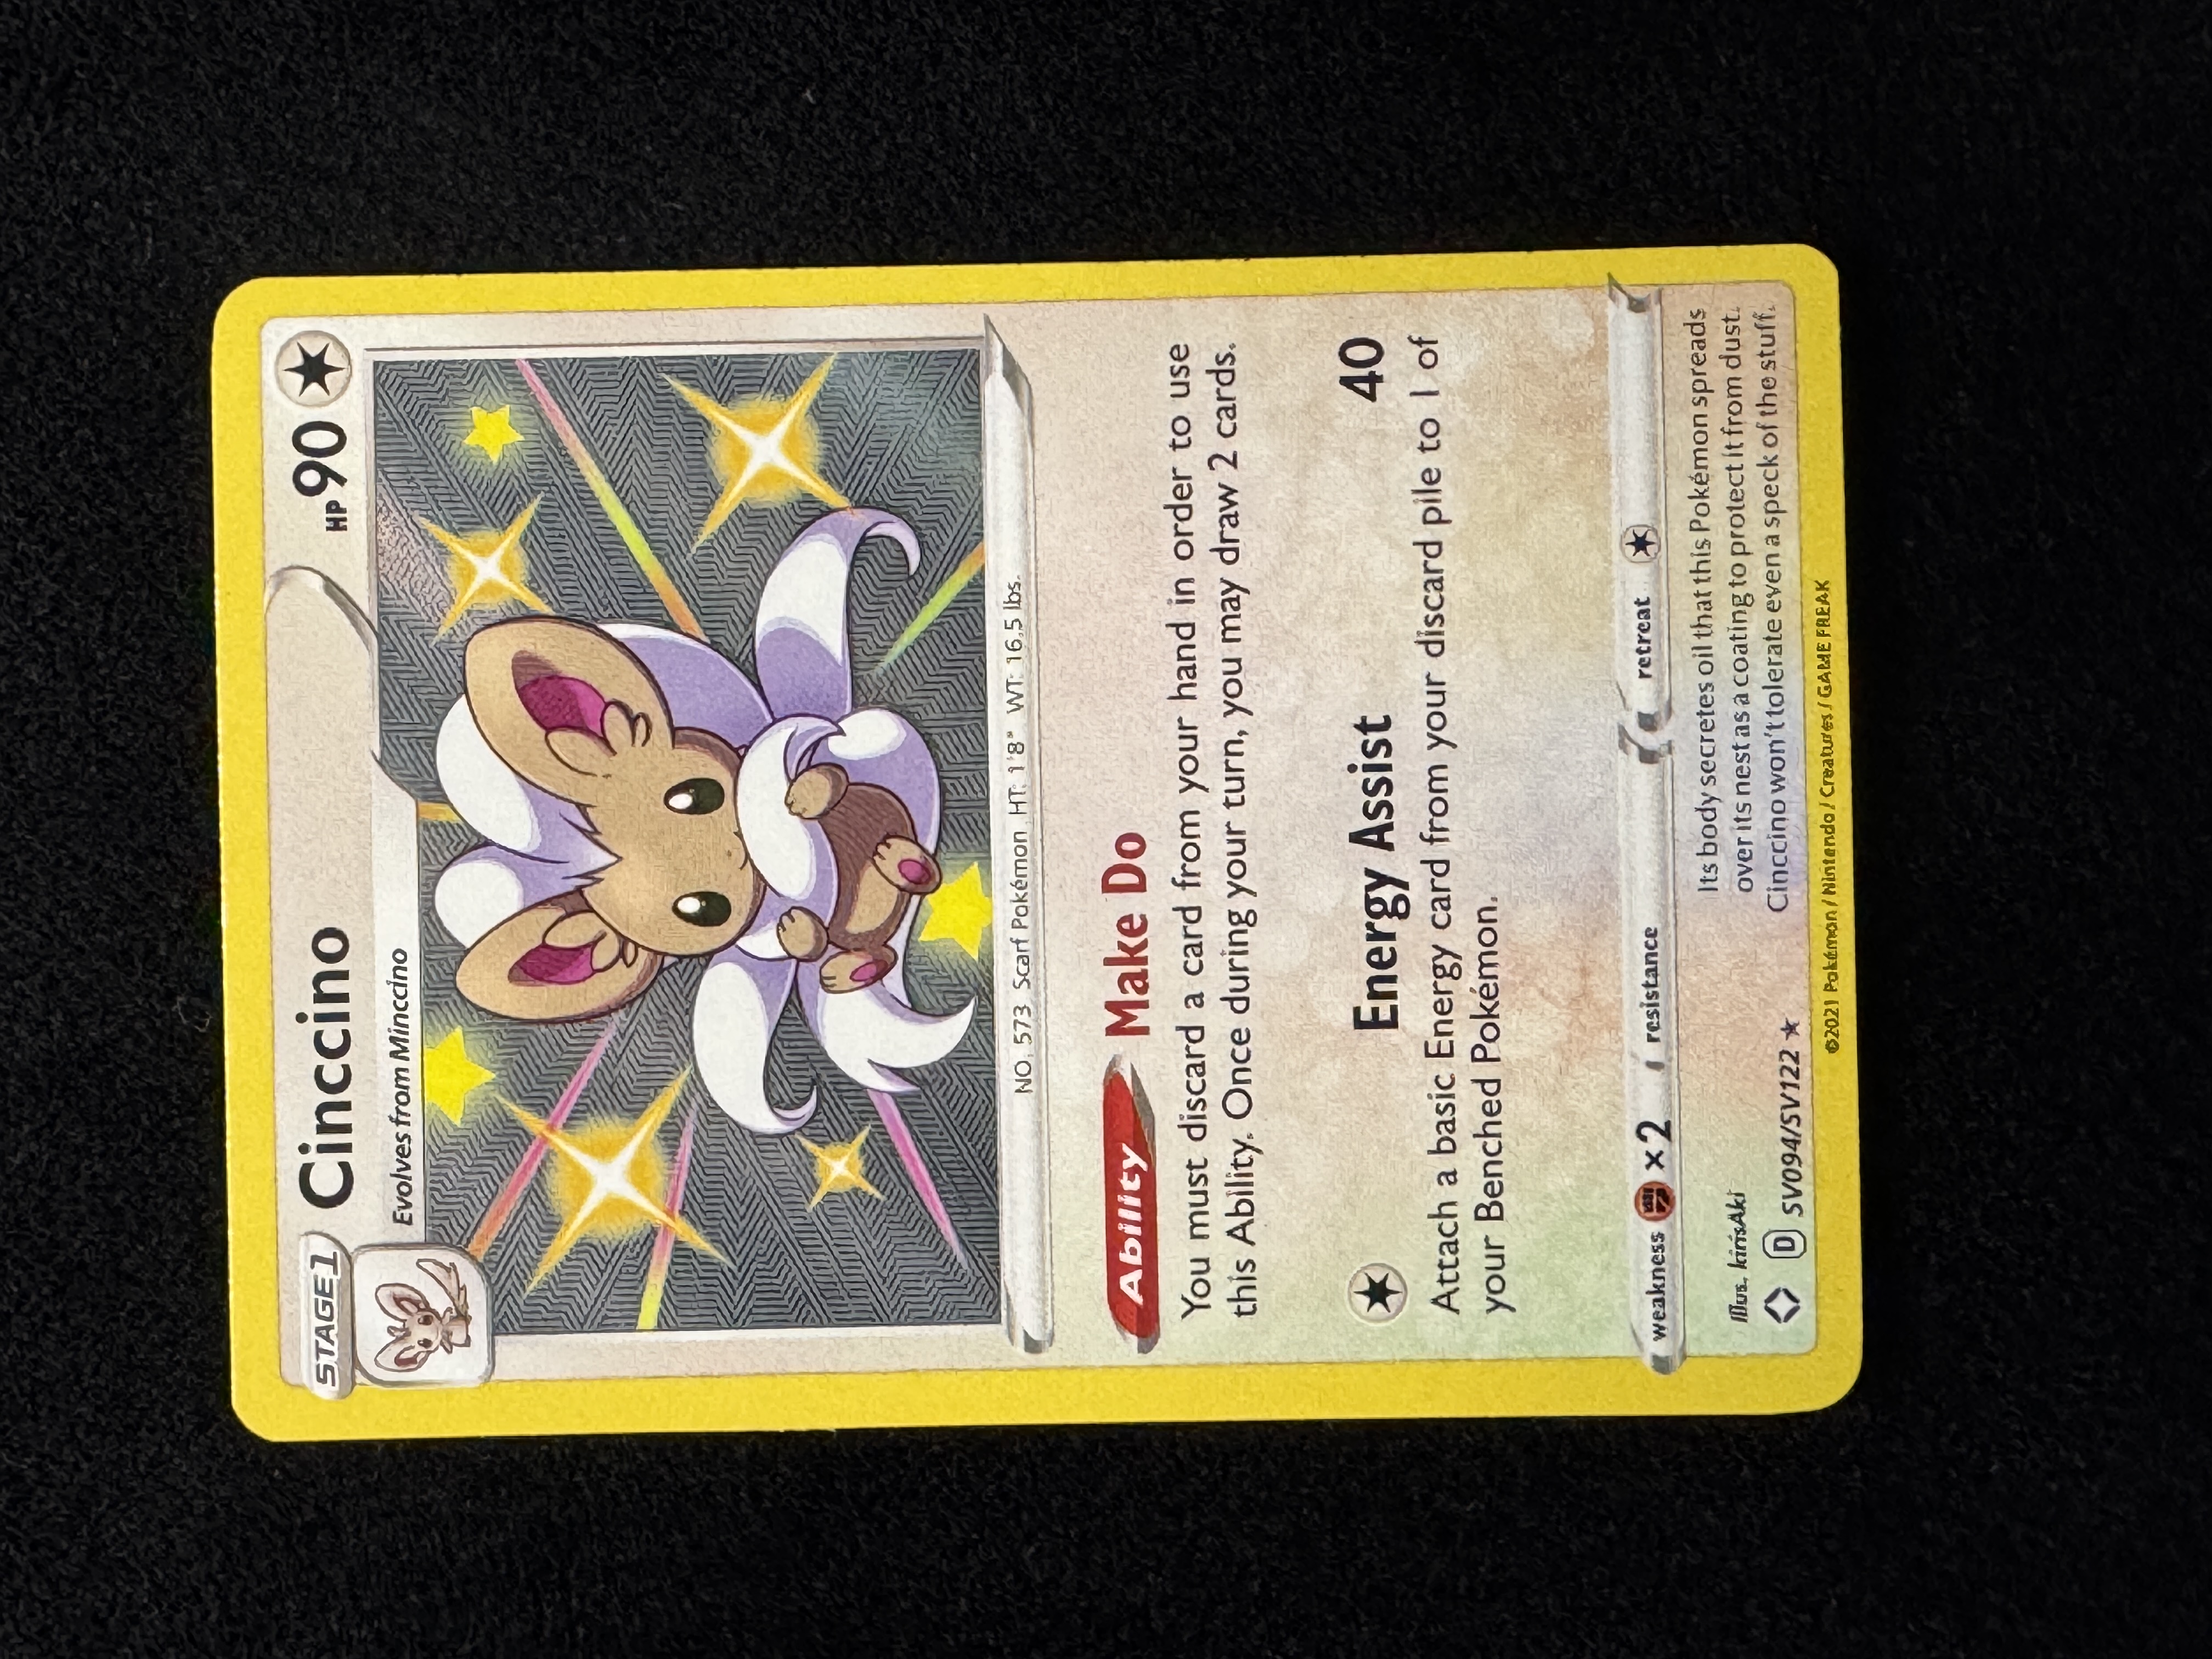 STAGE 1
Cinccino
HP 90
Evolves from Minccino
NO. 573 Scarf Pokémon HT: 1'8" WT: 16.5 lbs.
Ability Make Do
You must discard a card from your hand in order to use
this Ability. Once during your turn, you may draw 2 cards.
Energy Assist 40
Attach a basic Energy card from your discard pile to 1 of
your Benched Pokémon.
weakness ×2 resistance retreat
Its body secretes oil that this Pokémon spreads
over its nest as a coating to protect it from dust.
Cinccino won't tolerate even a speck of the stuff.
Illus. kirisAki
D SV094/SV122 ★
©2021 Pokémon / Nintendo / Creatures / GAME FREAK